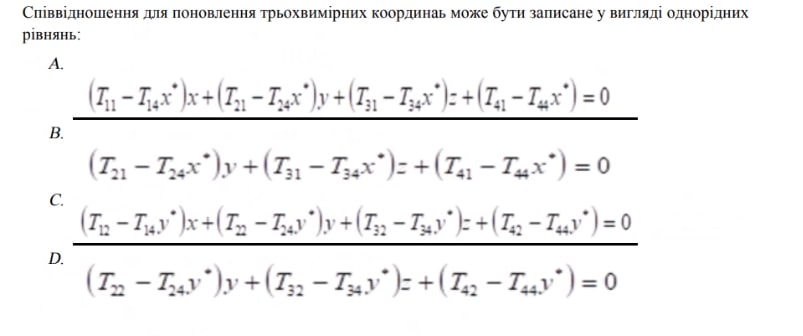 Співвідношення для поновлення трьохвимірних координаь може бути записане у вигляді однорідних
рівнянь:
A.
(T₁₁ − T₁₄x*)x + (T₂₁ − T₂₄x*)y + (T₃₁ − T₃₄x*)z + (T₄₁ − T₄₄x*) = 0
B.
(T₂₁ − T₂₄x*)y + (T₃₁ − T₃₄x*)z + (T₄₁ − T₄₄x*) = 0
C.
(T₁₂ − T₁₄y*)x + (T₂₂ − T₂₄y*)y + (T₃₂ − T₃₄y*)z + (T₄₂ − T₄₄y*) = 0
D.
(T₂₂ − T₂₄y*)y + (T₃₂ − T₃₄y*)z + (T₄₂ − T₄₄y*) = 0